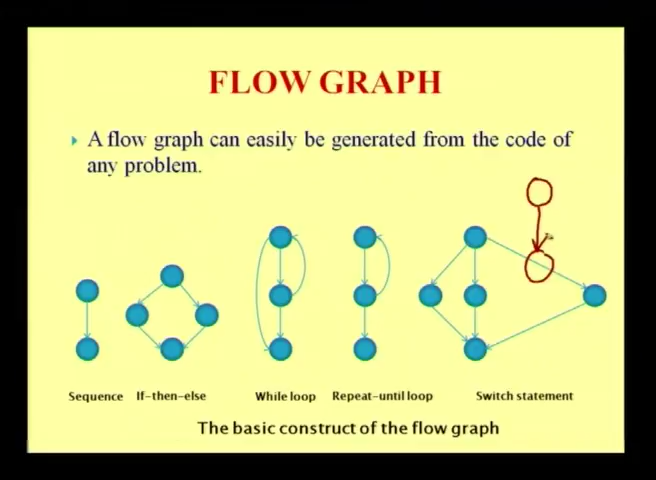 FLOW GRAPH
A flow graph can easily be generated from the code of
any problem.
Sequence If-then-else While loop Repeat-until loop Switch statement
The basic construct of the flow graph